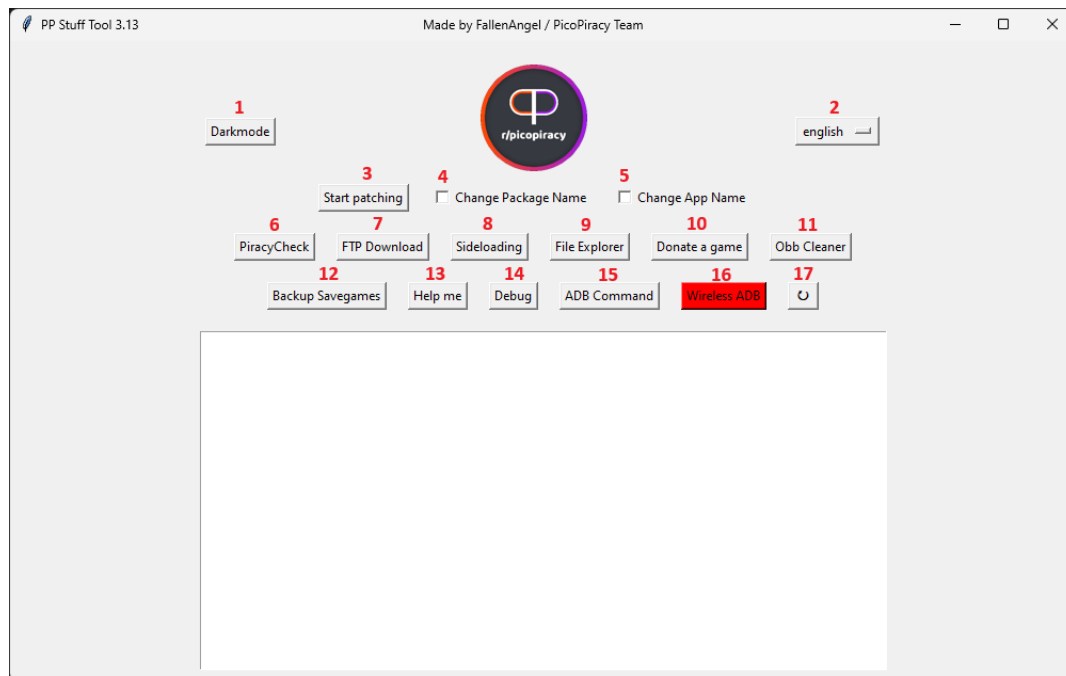 PP Stuff Tool 3.13 Made by FallenAngel / PicoPiracy Team
r/picopiracy
1 2
Darkmode english
3 4 5
Start patching Change Package Name Change App Name
6 7 8 9 10 11
PiracyCheck FTP Download Sideloading File Explorer Donate a game Obb Cleaner
12 13 14 15 16 17
Backup Savegames Help me Debug ADB Command Wireless ADB ↻